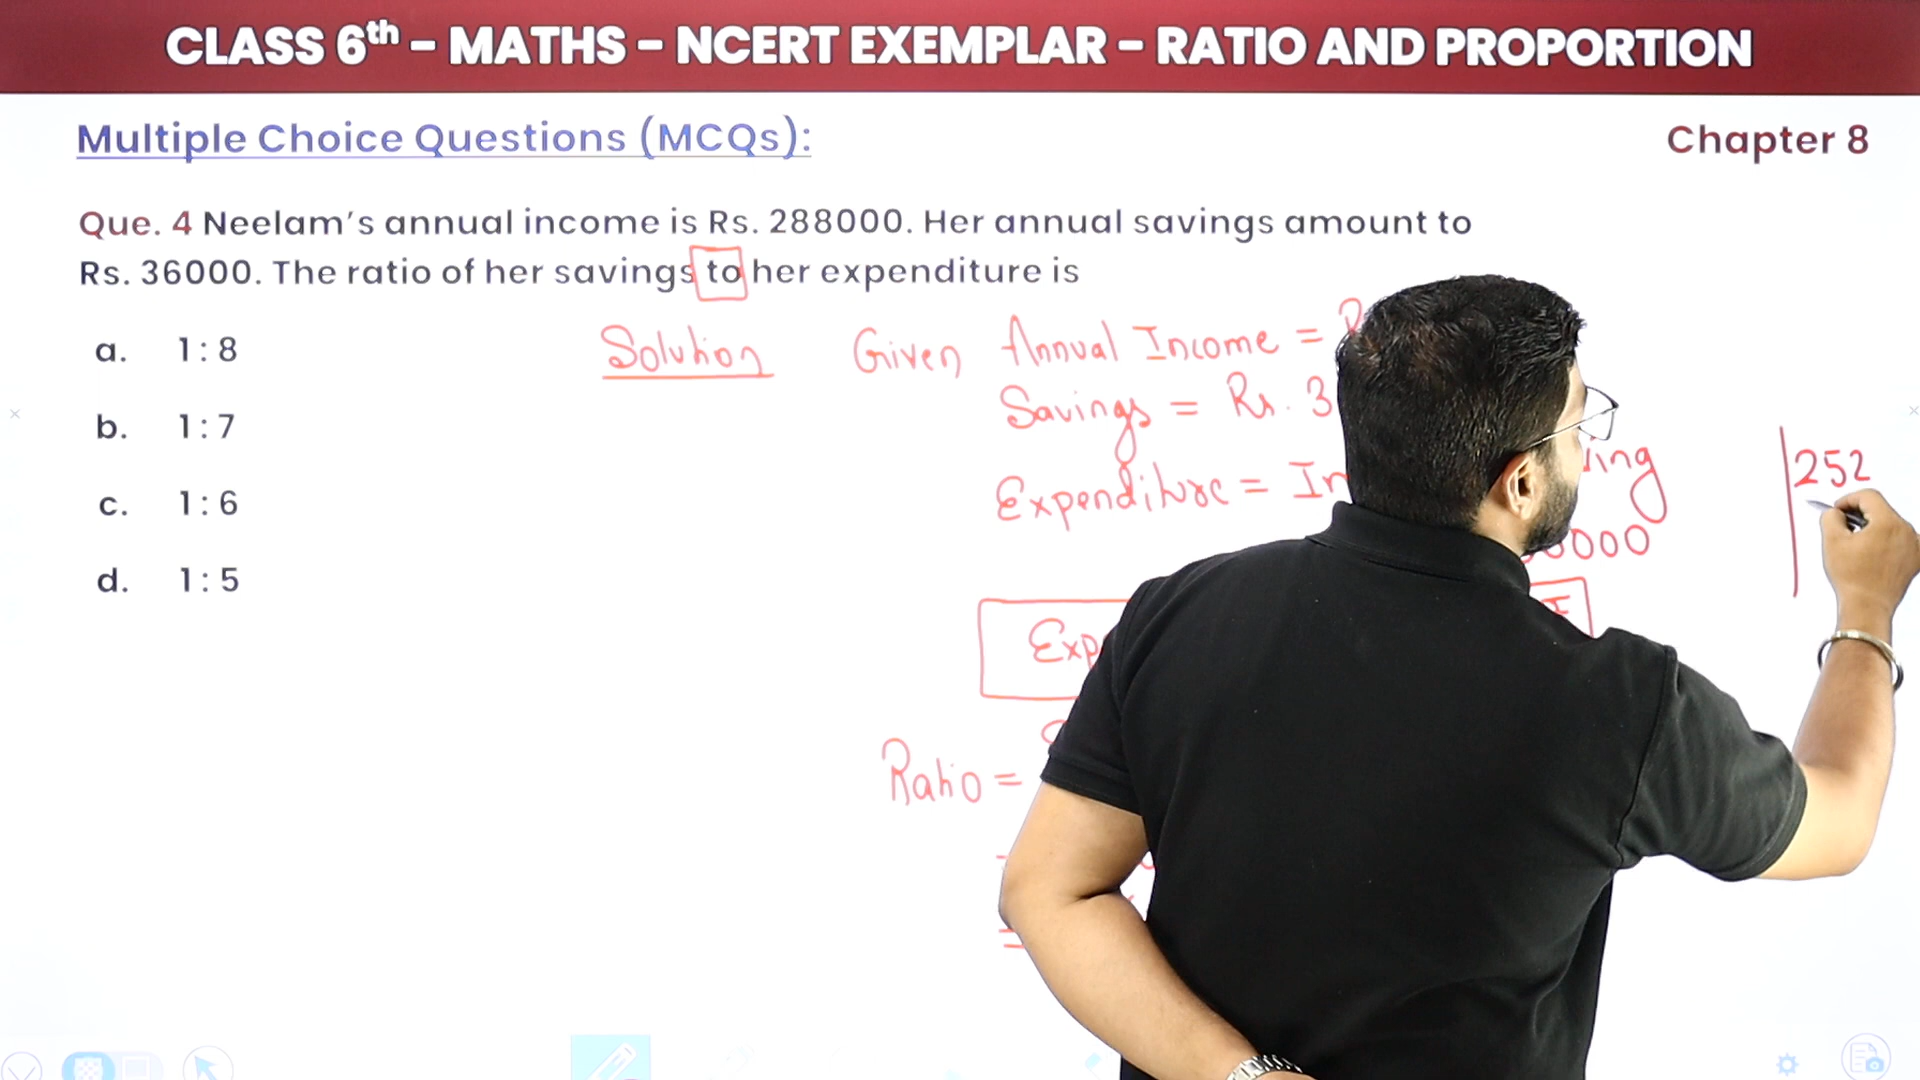 CLASS 6th – MATHS – NCERT EXEMPLAR – RATIO AND PROPORTION
Multiple Choice Questions (MCQs):
Chapter 8
Que. 4 Neelam's annual income is Rs. 288000. Her annual savings amount to
Rs. 36000. The ratio of her savings to her expenditure is
a. 1 : 8
b. 1 : 7
c. 1 : 6
d. 1 : 5
Solution Given Annual Income =
Savings = Rs. 3
Expenditure =
252
Ratio =